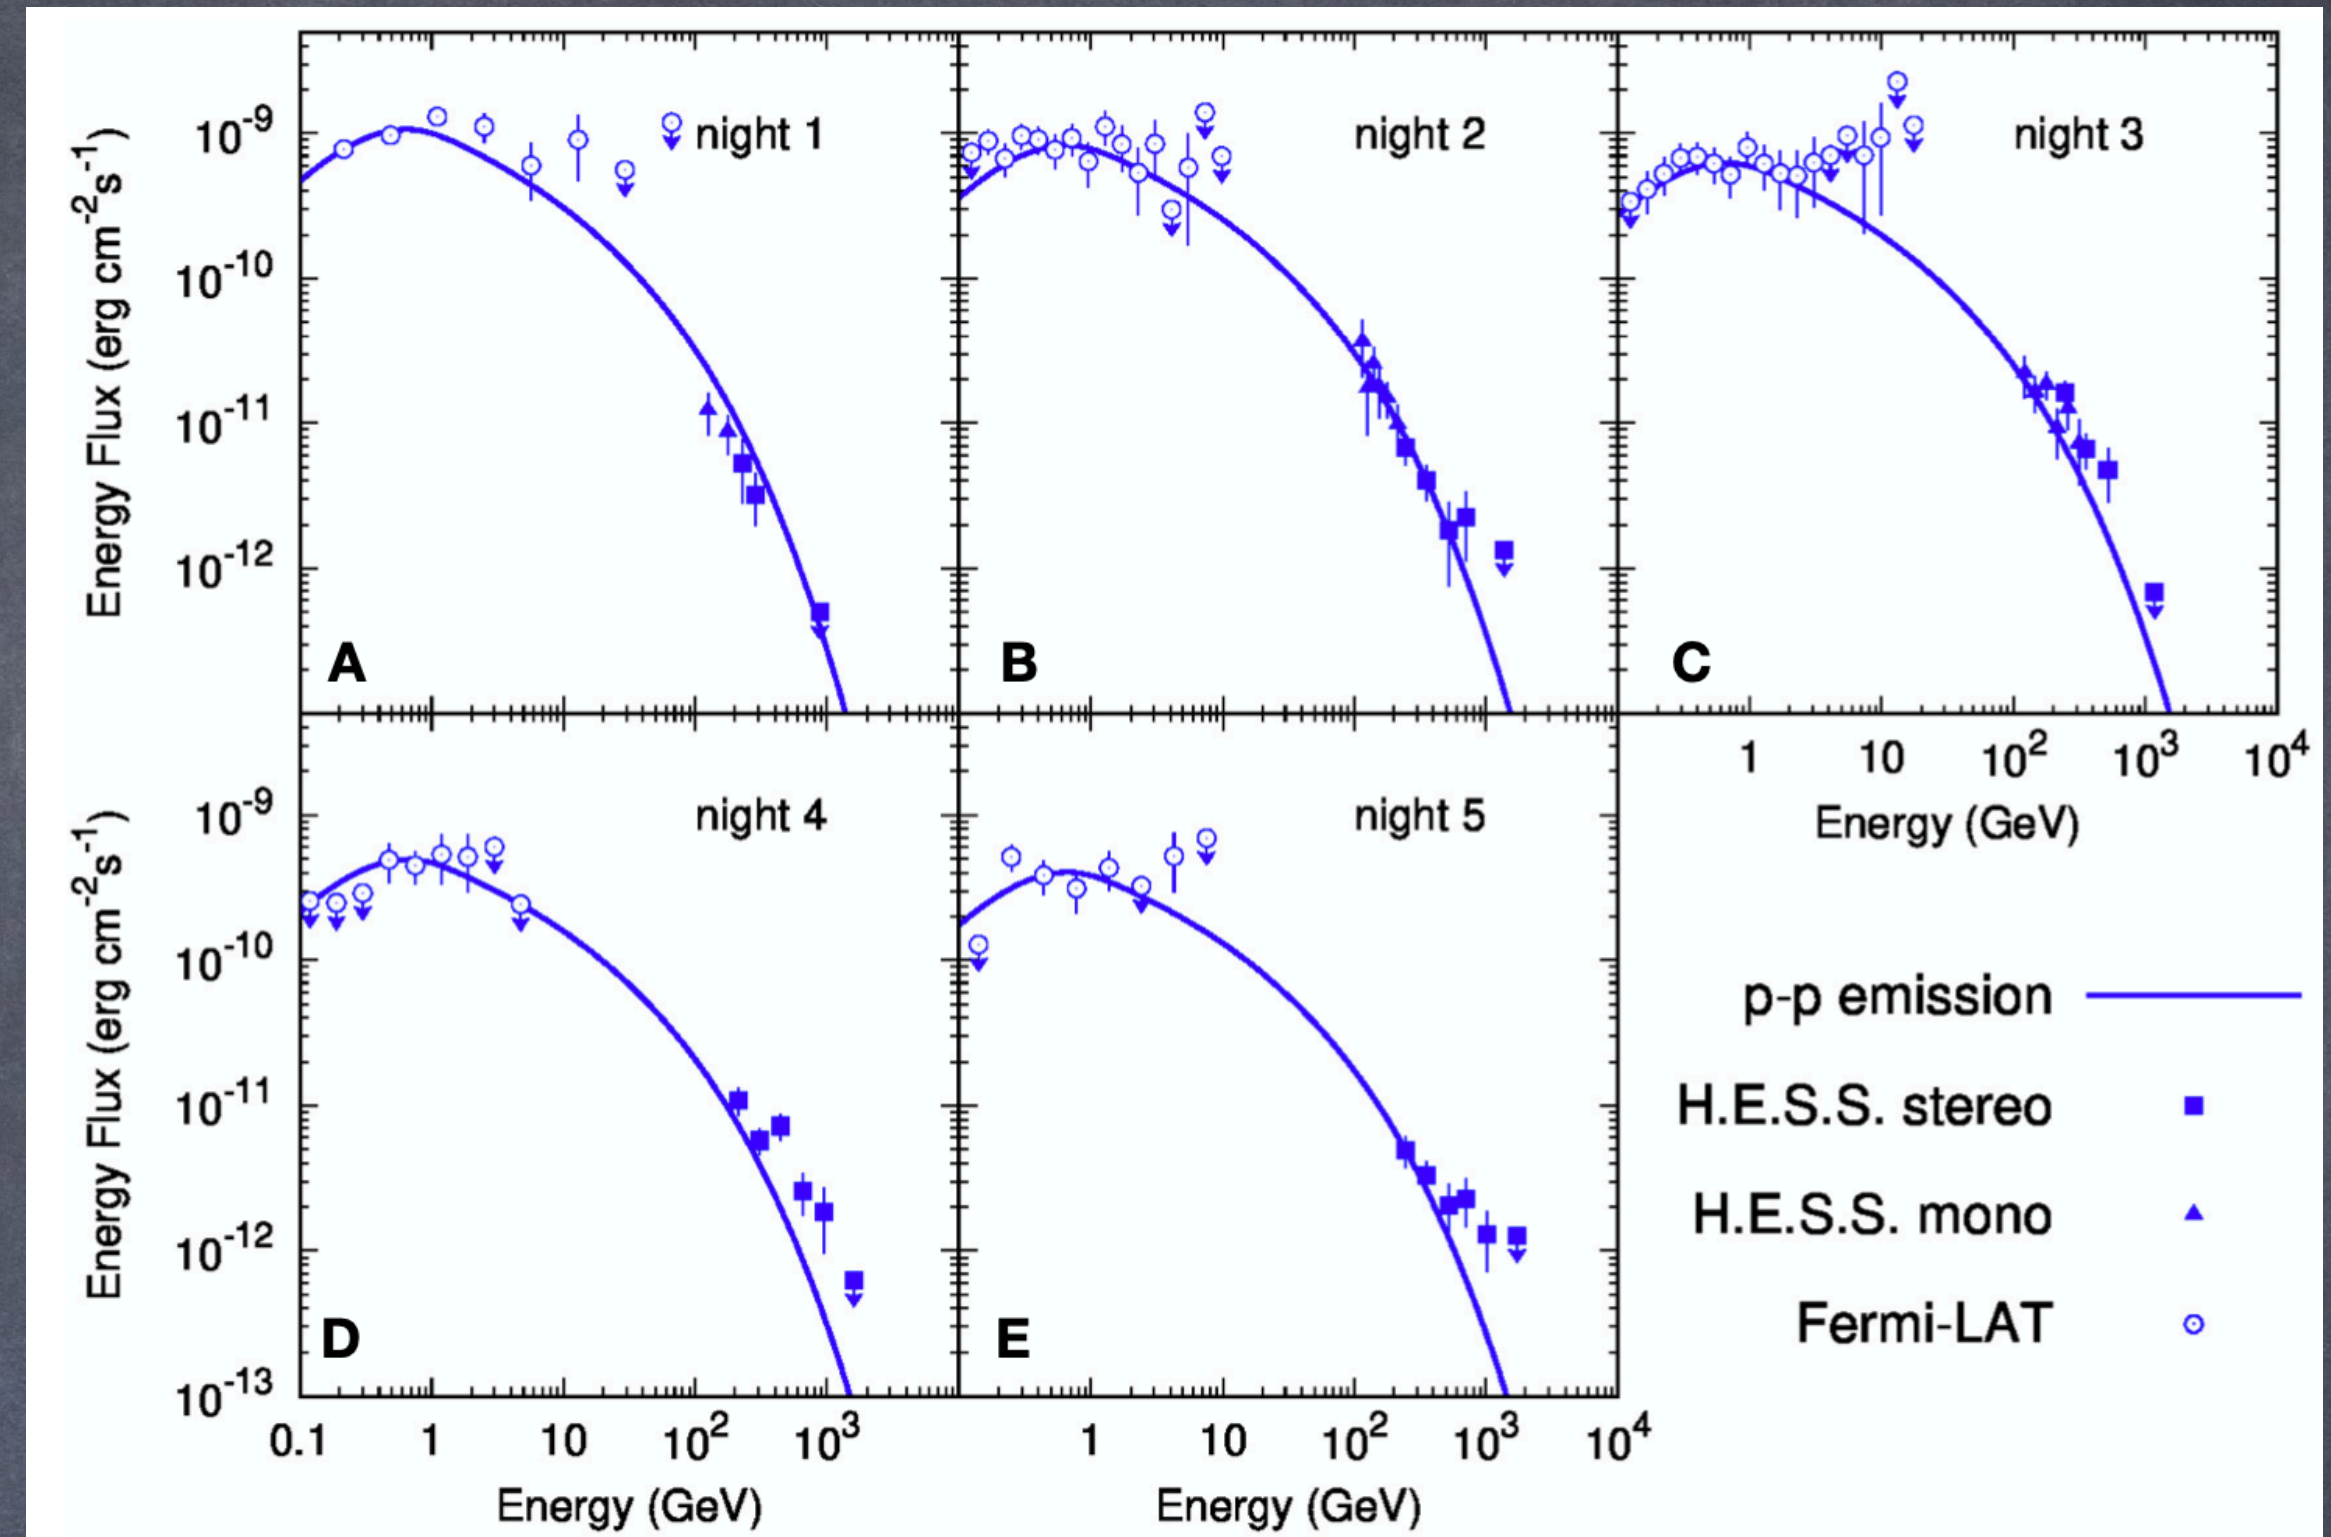 night 1
night 2
night 3
10^-9
10^-10
10^-11
10^-12
Energy Flux (erg cm^-2 s^-1)
A
B
C
1 10 10^2 10^3 10^4
Energy (GeV)
night 4
night 5
10^-9
10^-10
10^-11
10^-12
10^-13
Energy Flux (erg cm^-2 s^-1)
D
E
p-p emission
H.E.S.S. stereo
H.E.S.S. mono
Fermi-LAT
0.1 1 10 10^2 10^3
1 10 10^2 10^3 10^4
Energy (GeV)
Energy (GeV)